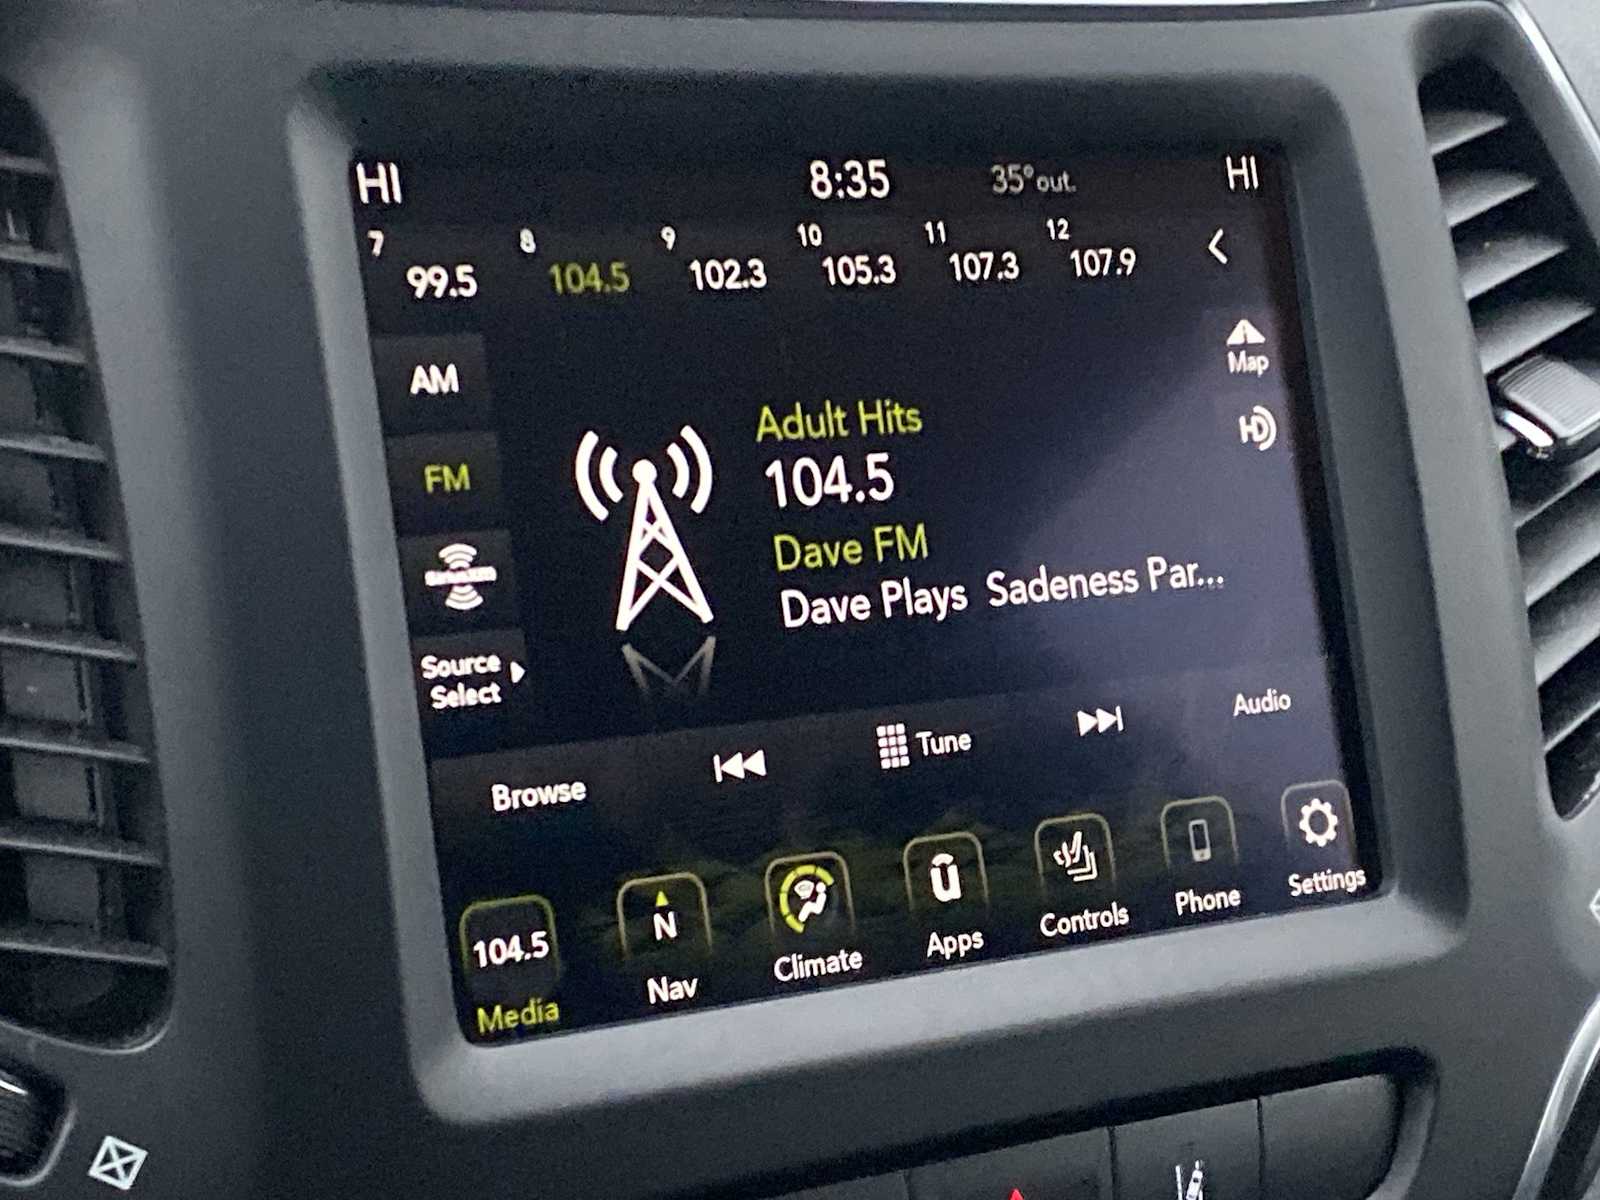 HI 8:35 35° out. HI
7 8 9 10 11 12
99.5 104.5 102.3 105.3 107.3 107.9
AM
FM
SiriusXM
Source
Select
Map
HD
Adult Hits
104.5
Dave FM
Dave Plays Sadeness Par...
Browse Tune Audio
104.5 N
Media Nav Climate Apps Controls Phone Settings